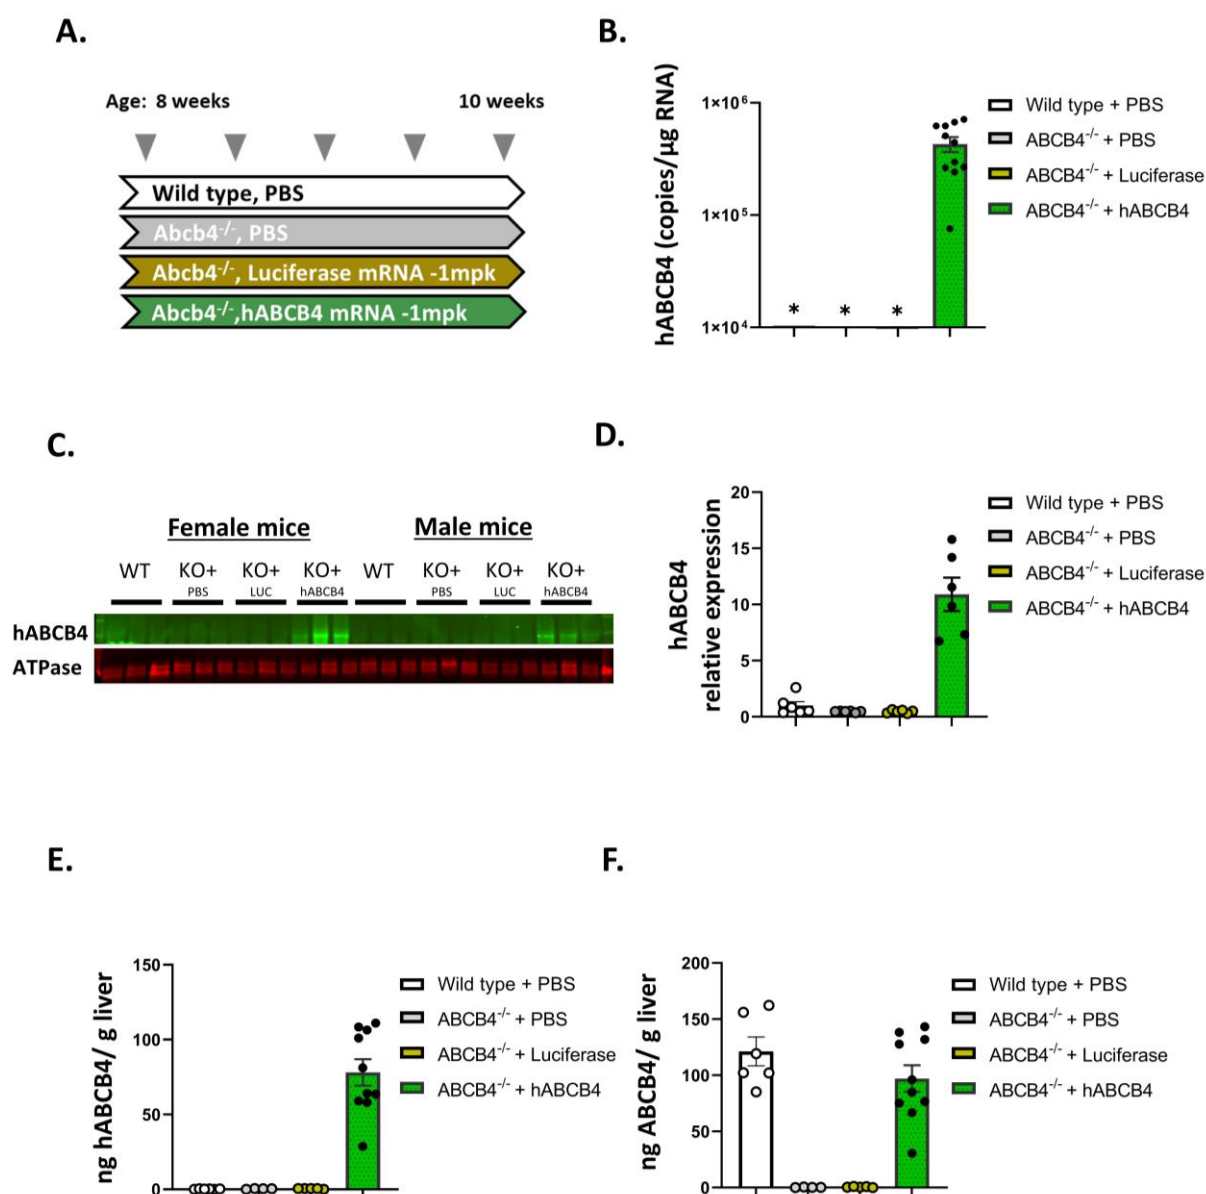 A.
Age: 8 weeks 10 weeks
Wild type, PBS
Abcb4-/-, PBS
Abcb4-/-, Luciferase mRNA -1mpk
Abcb4-/-,hABCB4 mRNA -1mpk
B.
hABCB4 (copies/µg RNA)
1×10⁶
1×10⁵
1×10⁴
* * *
Wild type + PBS
ABCB4-/- + PBS
ABCB4-/- + Luciferase
ABCB4-/- + hABCB4
C.
Female mice Male mice
WT KO+ KO+ KO+ WT KO+ KO+ KO+
PBS LUC hABCB4 PBS LUC hABCB4
hABCB4
ATPase
D.
hABCB4
relative expression
20
15
10
5
0
Wild type + PBS
ABCB4-/- + PBS
ABCB4-/- + Luciferase
ABCB4-/- + hABCB4
E.
ng hABCB4/ g liver
150
100
50
0
Wild type + PBS
ABCB4-/- + PBS
ABCB4-/- + Luciferase
ABCB4-/- + hABCB4
F.
ng ABCB4/ g liver
200
150
100
50
0
Wild type + PBS
ABCB4-/- + PBS
ABCB4-/- + Luciferase
ABCB4-/- + hABCB4